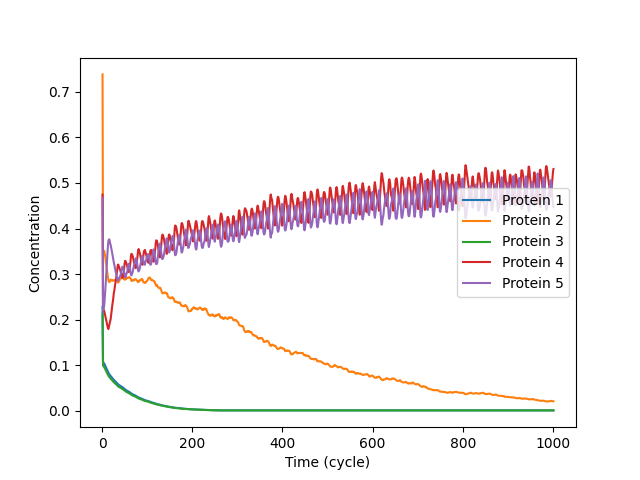 0.7
0.6
0.5
0.4
0.3
0.2
0.1
0.0
Concentration
Protein 1
Protein 2
Protein 3
Protein 4
Protein 5
0 200 400 600 800 1000
Time (cycle)